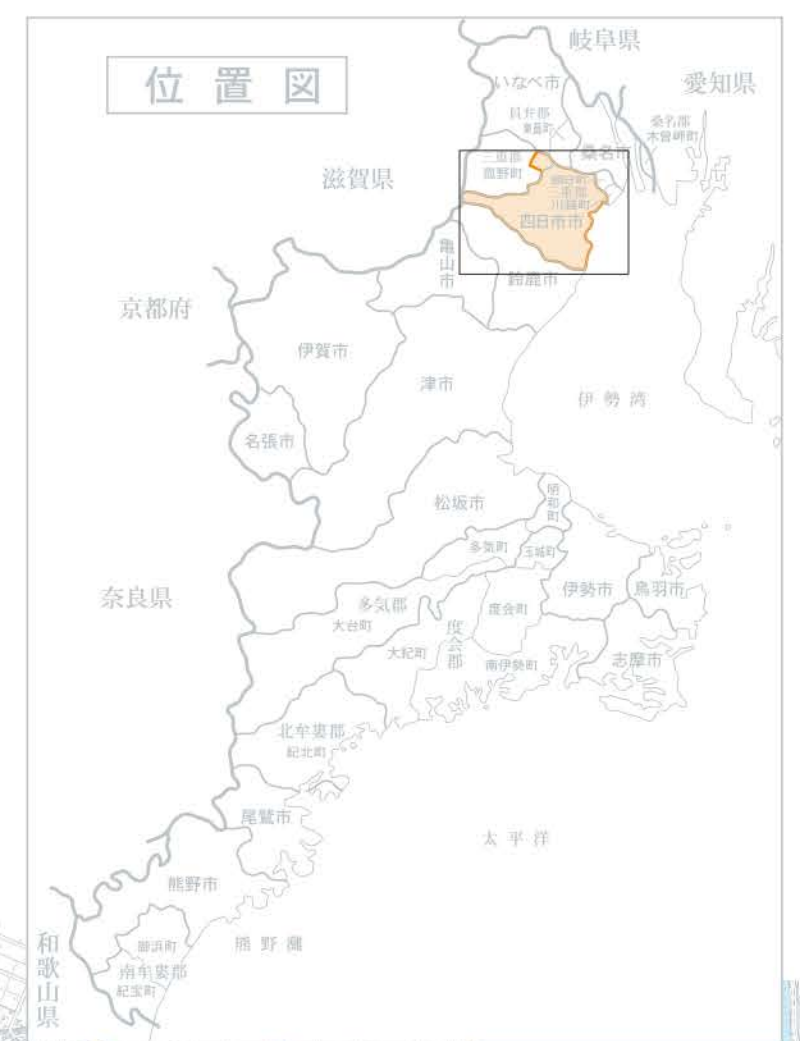 位置図
岐阜県
いなべ市
愛知県
員弁郡
東員町
桑名郡
木曽岬町
桑名市
三重郡
菰野町
滋賀県
朝日町
三重郡
川越町
四日市市
亀山市
鈴鹿市
京都府
伊賀市
津市
伊勢湾
名張市
松坂市
明和町
多気町
玉城町
奈良県
多気郡
大台町
度会町
伊勢市
鳥羽市
度会郡
大紀町
南伊勢町
志摩市
北牟婁郡
紀北町
尾鷲市
太平洋
熊野市
御浜町
熊野灘
和歌山県
南牟婁郡
紀宝町